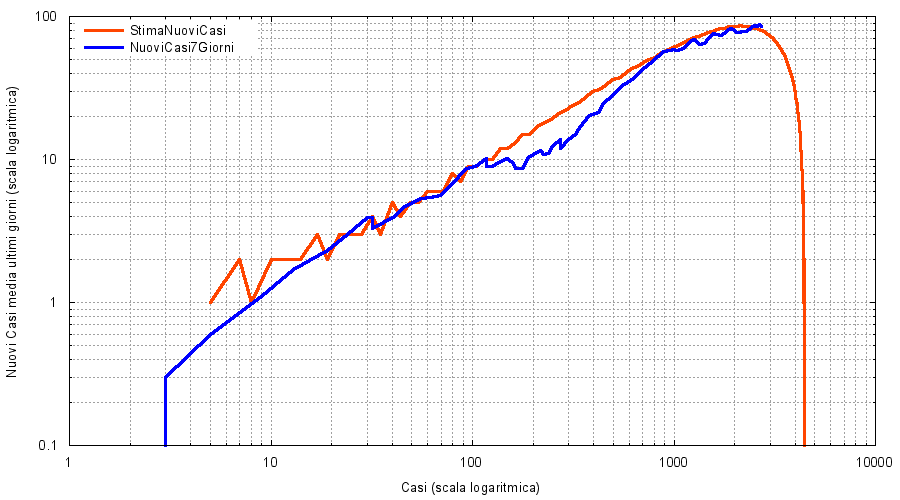 100
10
1
0.1
1
10
100
1000
10000
StimaNuoviCasi
NuoviCasi7Giorni
Nuovi Casi media ultimi giorni (scala logaritmica)
Casi (scala logaritmica)